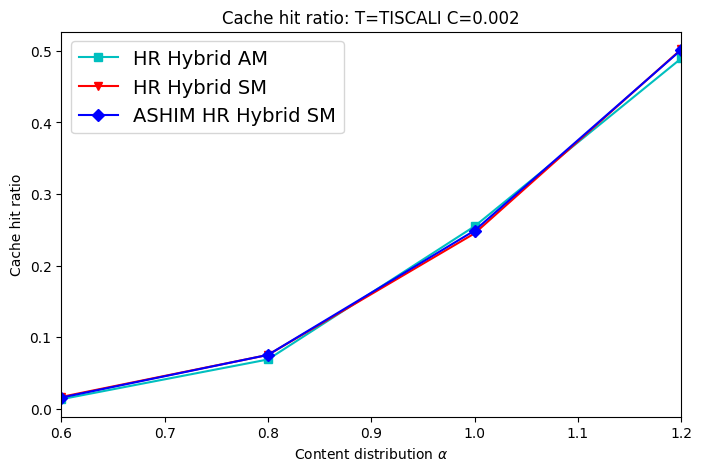 Cache hit ratio: T=TISCALI C=0.002
HR Hybrid AM
HR Hybrid SM
ASHIM HR Hybrid SM
Cache hit ratio
0.5
0.4
0.3
0.2
0.1
0.0
0.6 0.7 0.8 0.9 1.0 1.1 1.2
Content distribution α